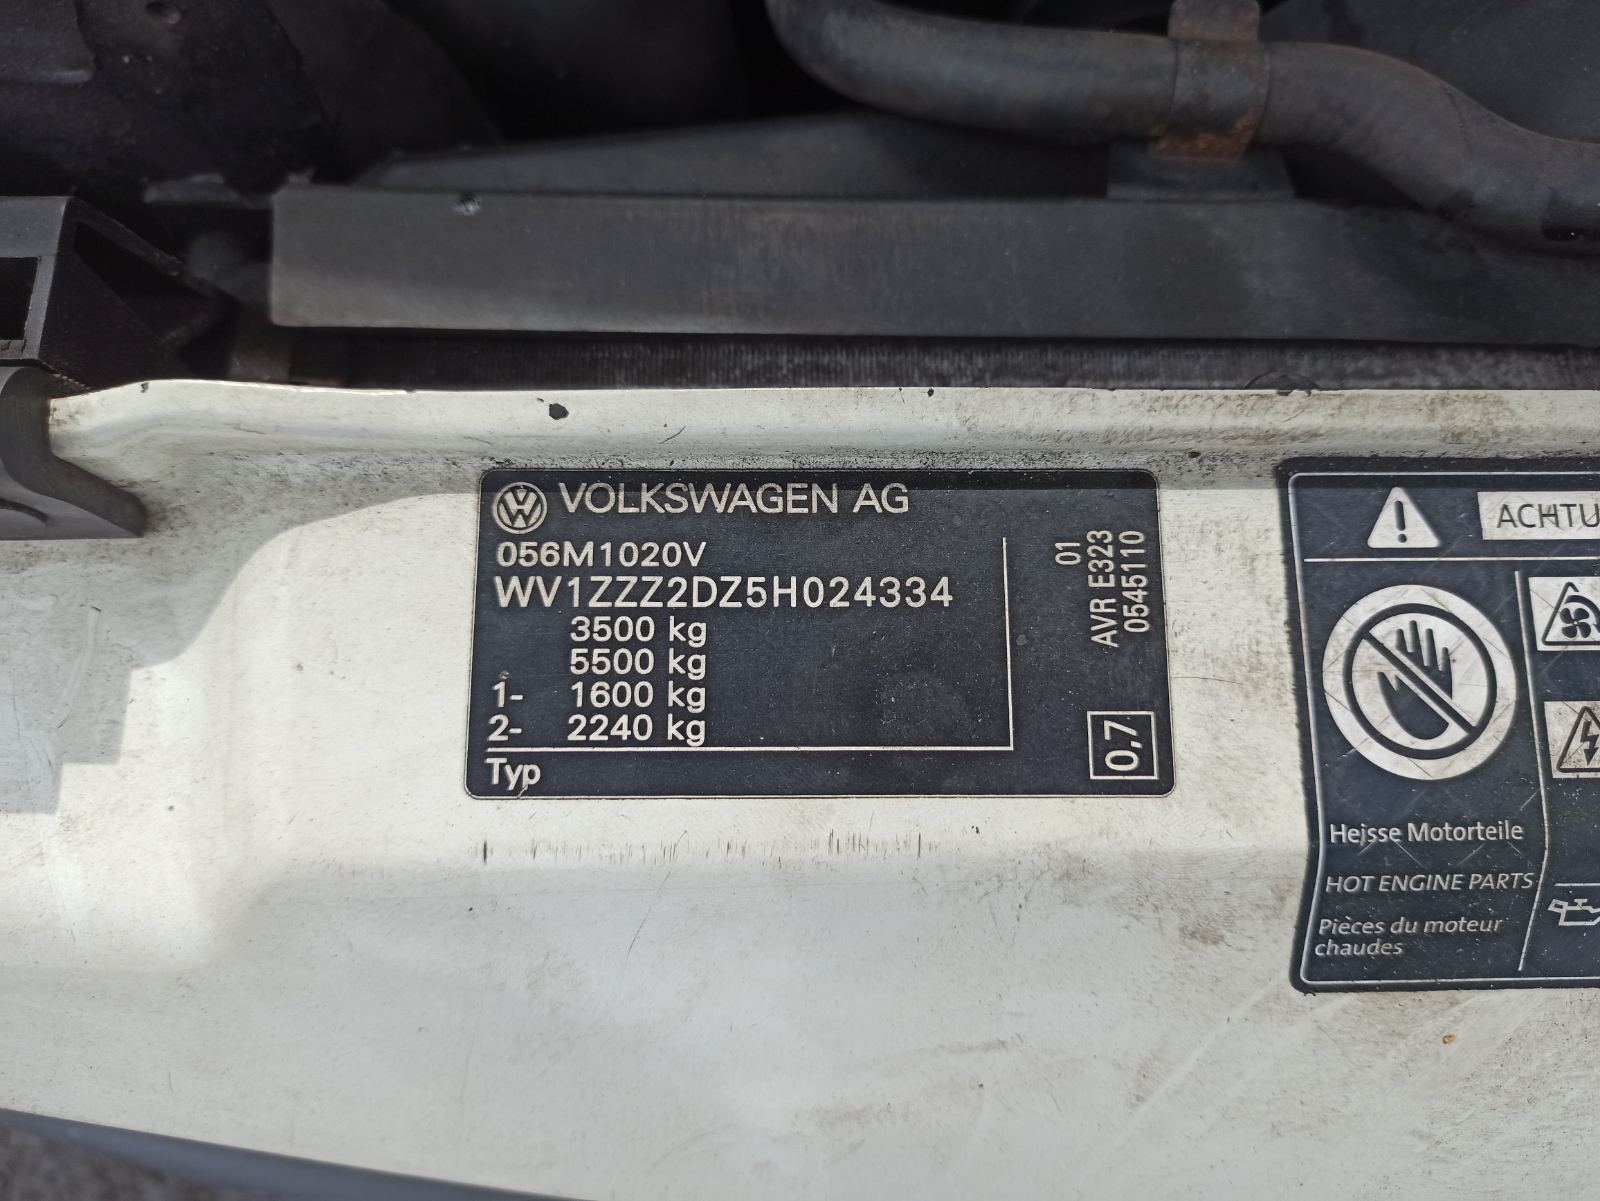 VOLKSWAGEN AG
056M1020V
WV1ZZZ2DZ5H024334
3500 kg
5500 kg
1- 1600 kg
2- 2240 kg
Typ
01
AVR E323
0545110
0,7
ACHTU
Heisse Motorteile
HOT ENGINE PARTS
Pièces du moteur
chaudes